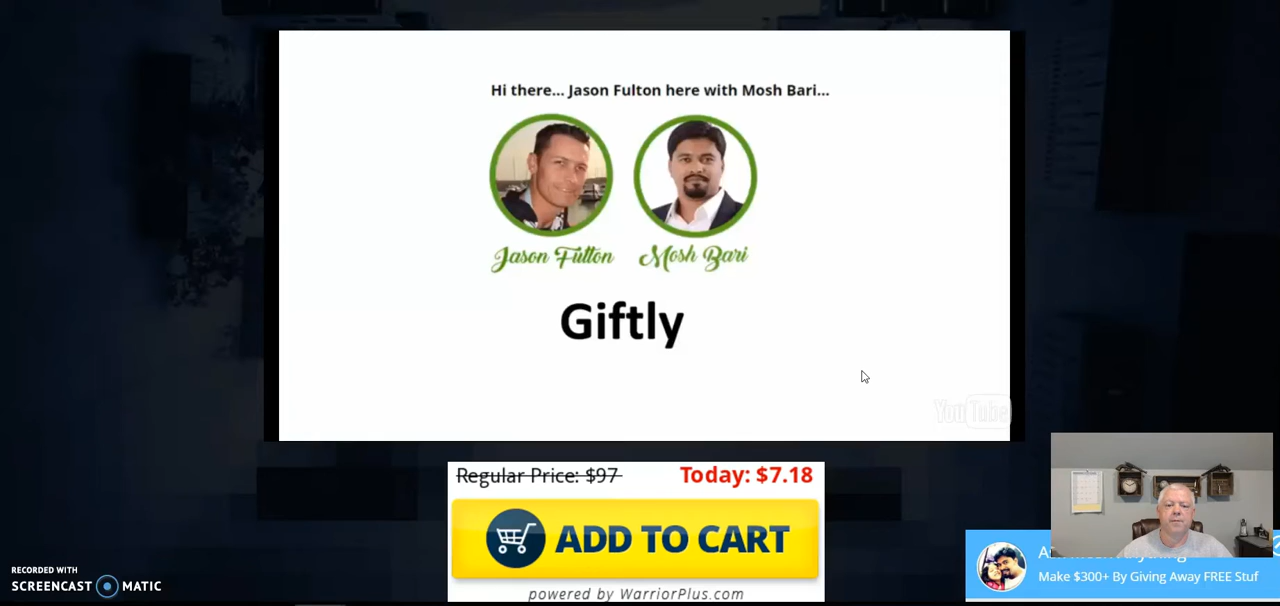 Hi there... Jason Fulton here with Mosh Bari...
Jason Fulton
Mosh Bari
Giftly
YouTube
Regular Price: $97
Today: $7.18
ADD TO CART
powered by WarriorPlus.com
Make $300+ By Giving Away FREE Stuf
RECORDED WITH
SCREENCAST MATIC